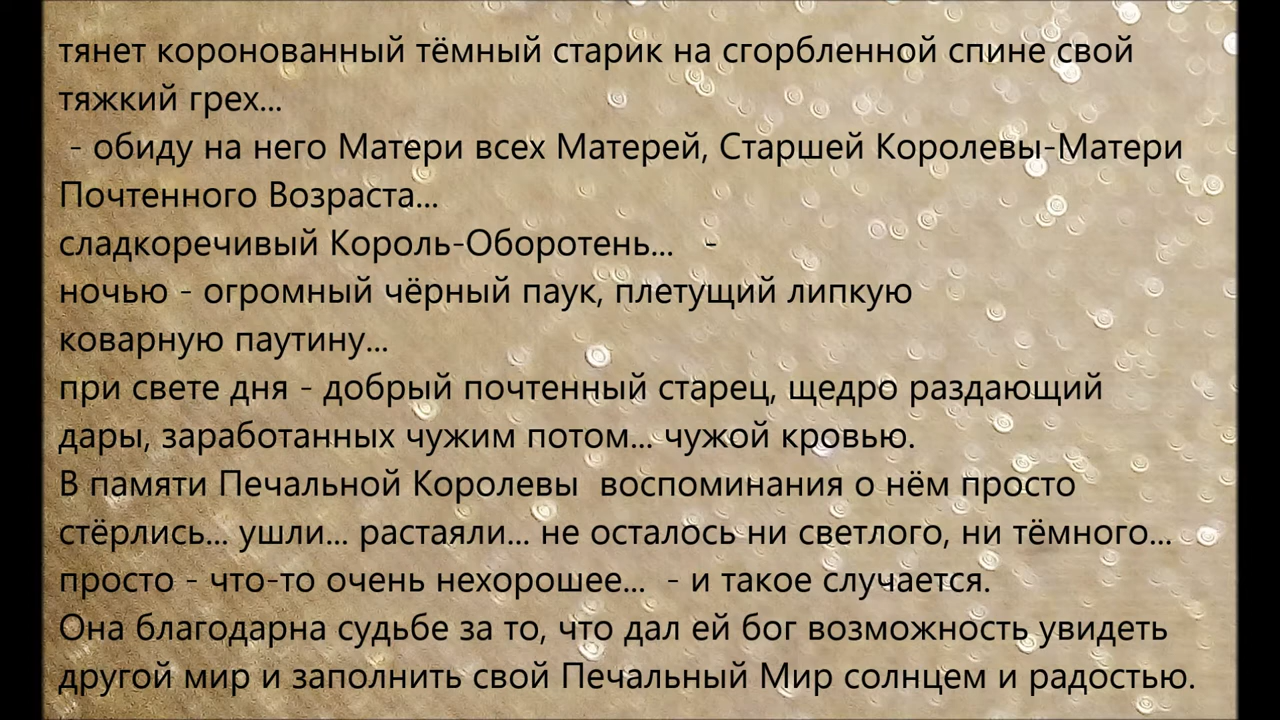 тянет коронованный тёмный старик на сгорбленной спине свой
тяжкий грех...
- обиду на него Матери всех Матерей, Старшей Королевы-Матери
Почтенного Возраста...
сладкоречивый Король-Оборотень... -
ночью - огромный чёрный паук, плетущий липкую
коварную паутину...
при свете дня - добрый почтенный старец, щедро раздающий
дары, заработанных чужим потом... чужой кровью.
В памяти Печальной Королевы воспоминания о нём просто
стёрлись... ушли... растаяли... не осталось ни светлого, ни тёмного...
просто - что-то очень нехорошее... - и такое случается.
Она благодарна судьбе за то, что дал ей бог возможность увидеть
другой мир и заполнить свой Печальный Мир солнцем и радостью.